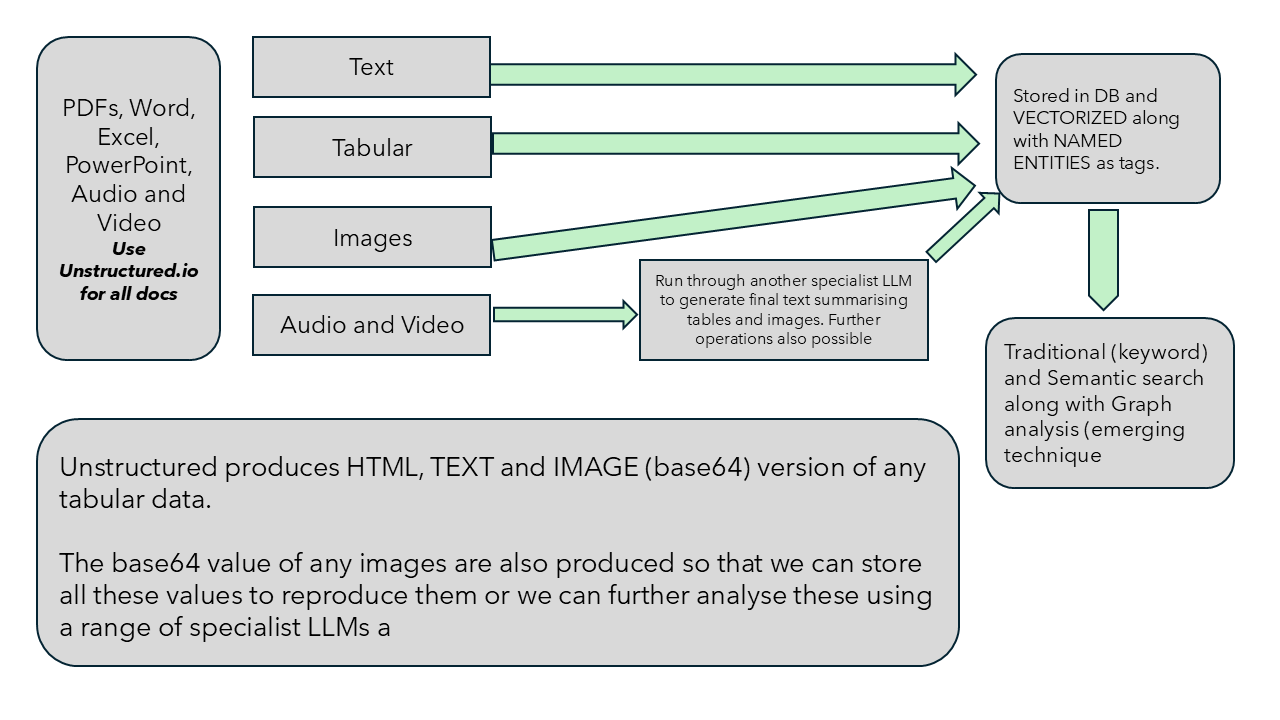 PDFs, Word,
Excel,
PowerPoint,
Audio and
Video
Use
Unstructured.io
for all docs
Text
Tabular
Images
Audio and Video
Run through another specialist LLM
to generate final text summarising
tables and images. Further
operations also possible
Stored in DB and
VECTORIZED along
with NAMED
ENTITIES as tags.
Traditional (keyword)
and Semantic search
along with Graph
analysis (emerging
technique
Unstructured produces HTML, TEXT and IMAGE (base64) version of any
tabular data.
The base64 value of any images are also produced so that we can store
all these values to reproduce them or we can further analyse these using
a range of specialist LLMs a